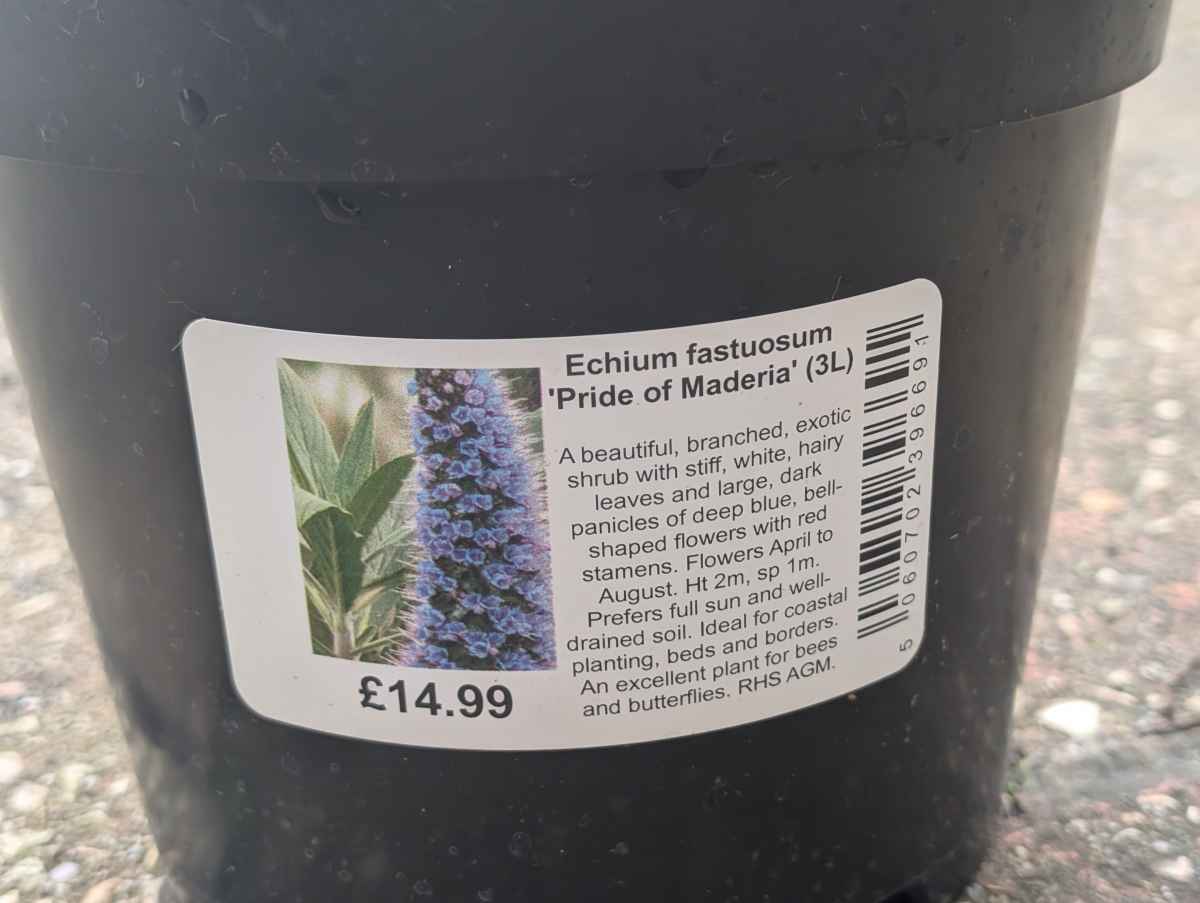 Echium fastuosum
'Pride of Maderia' (3L)
A beautiful, branched, exotic
shrub with stiff, white, hairy
leaves and large, dark
panicles of deep blue, bell-
shaped flowers with red
stamens. Flowers April to
August. Ht 2m, sp 1m.
Prefers full sun and well-
drained soil. Ideal for coastal
planting, beds and borders.
An excellent plant for bees
and butterflies. RHS AGM.
£14.99
5 060702 396691